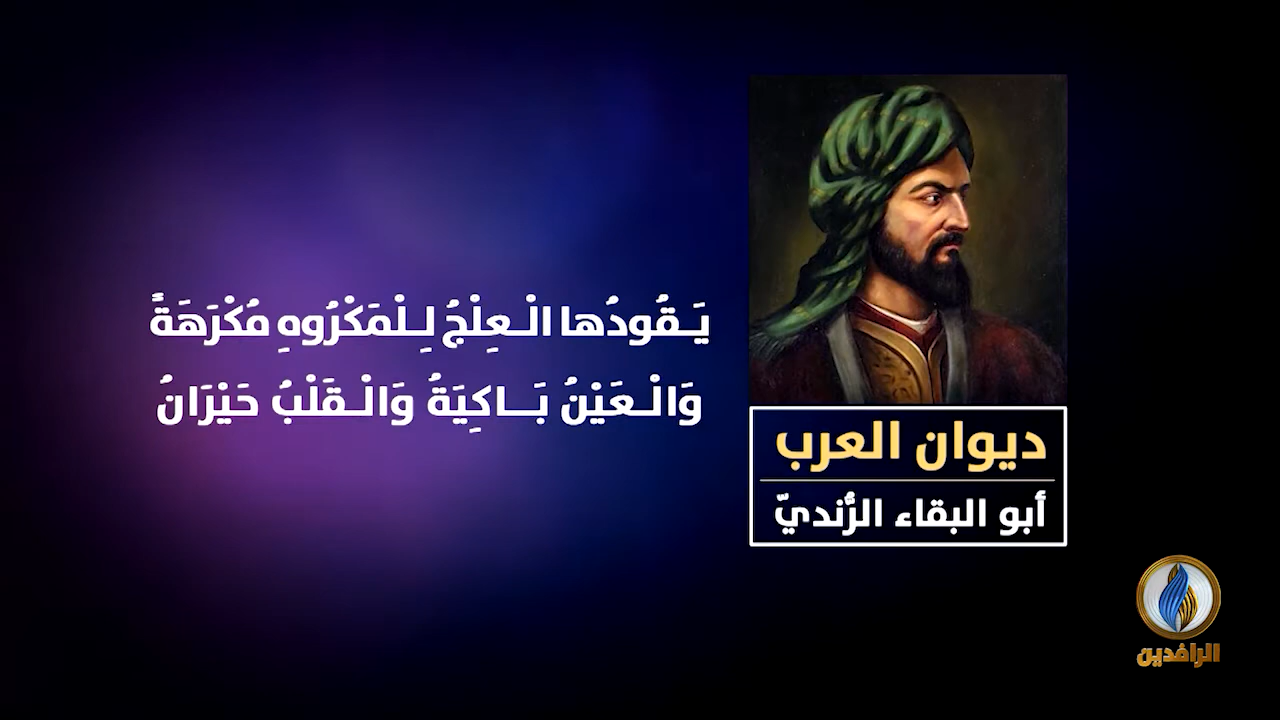 يَـقُودُها الْـعِلْجُ لِـلْمَكْرُوهِ مُكْرَهَةً
وَالْـعَيْنُ بَـاكِيَةُ وَالْـقَلْبُ حَيْرَانُ
ديوان العرب
أبو البقاء الرُّنديّ
الرافدين